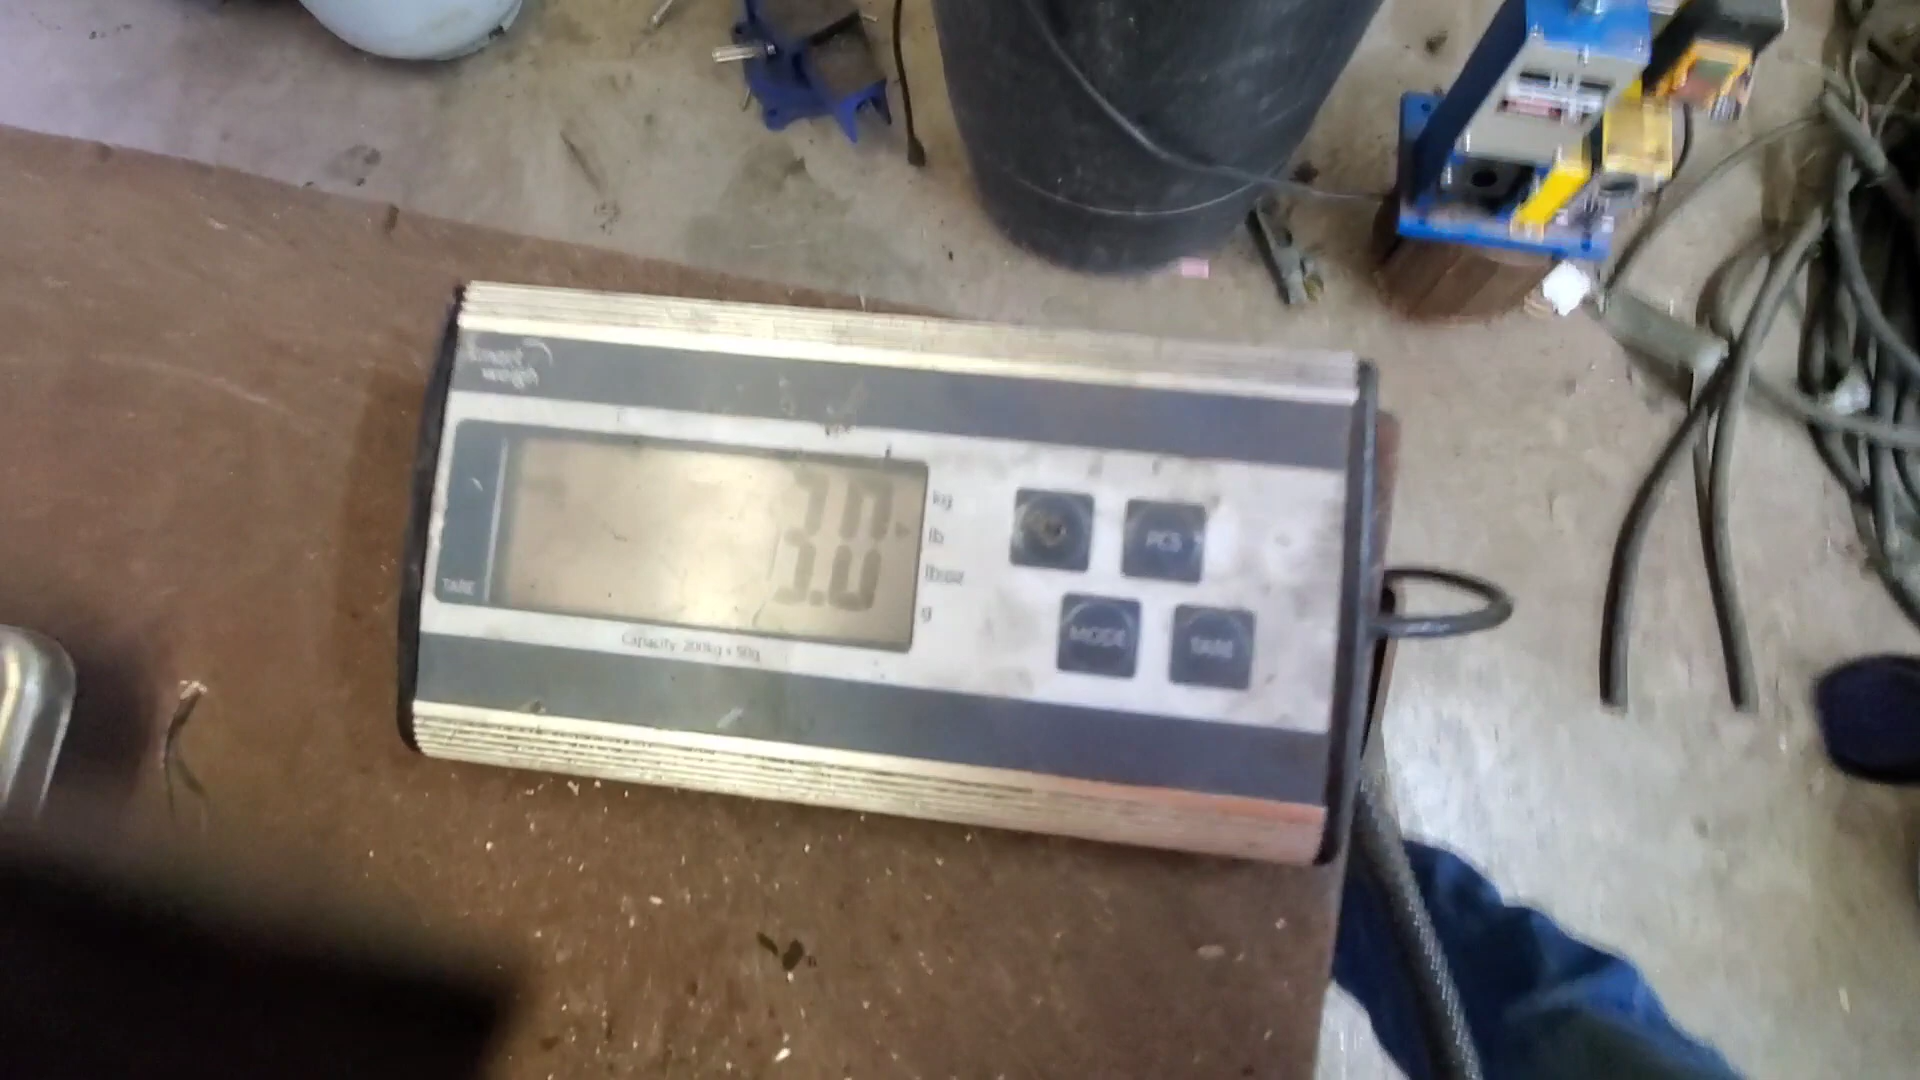 smart
weigh
3.0
kg
lb
lb:oz
g
TARE
Capacity: 200kg x 50g
PCS
MODE
TARE